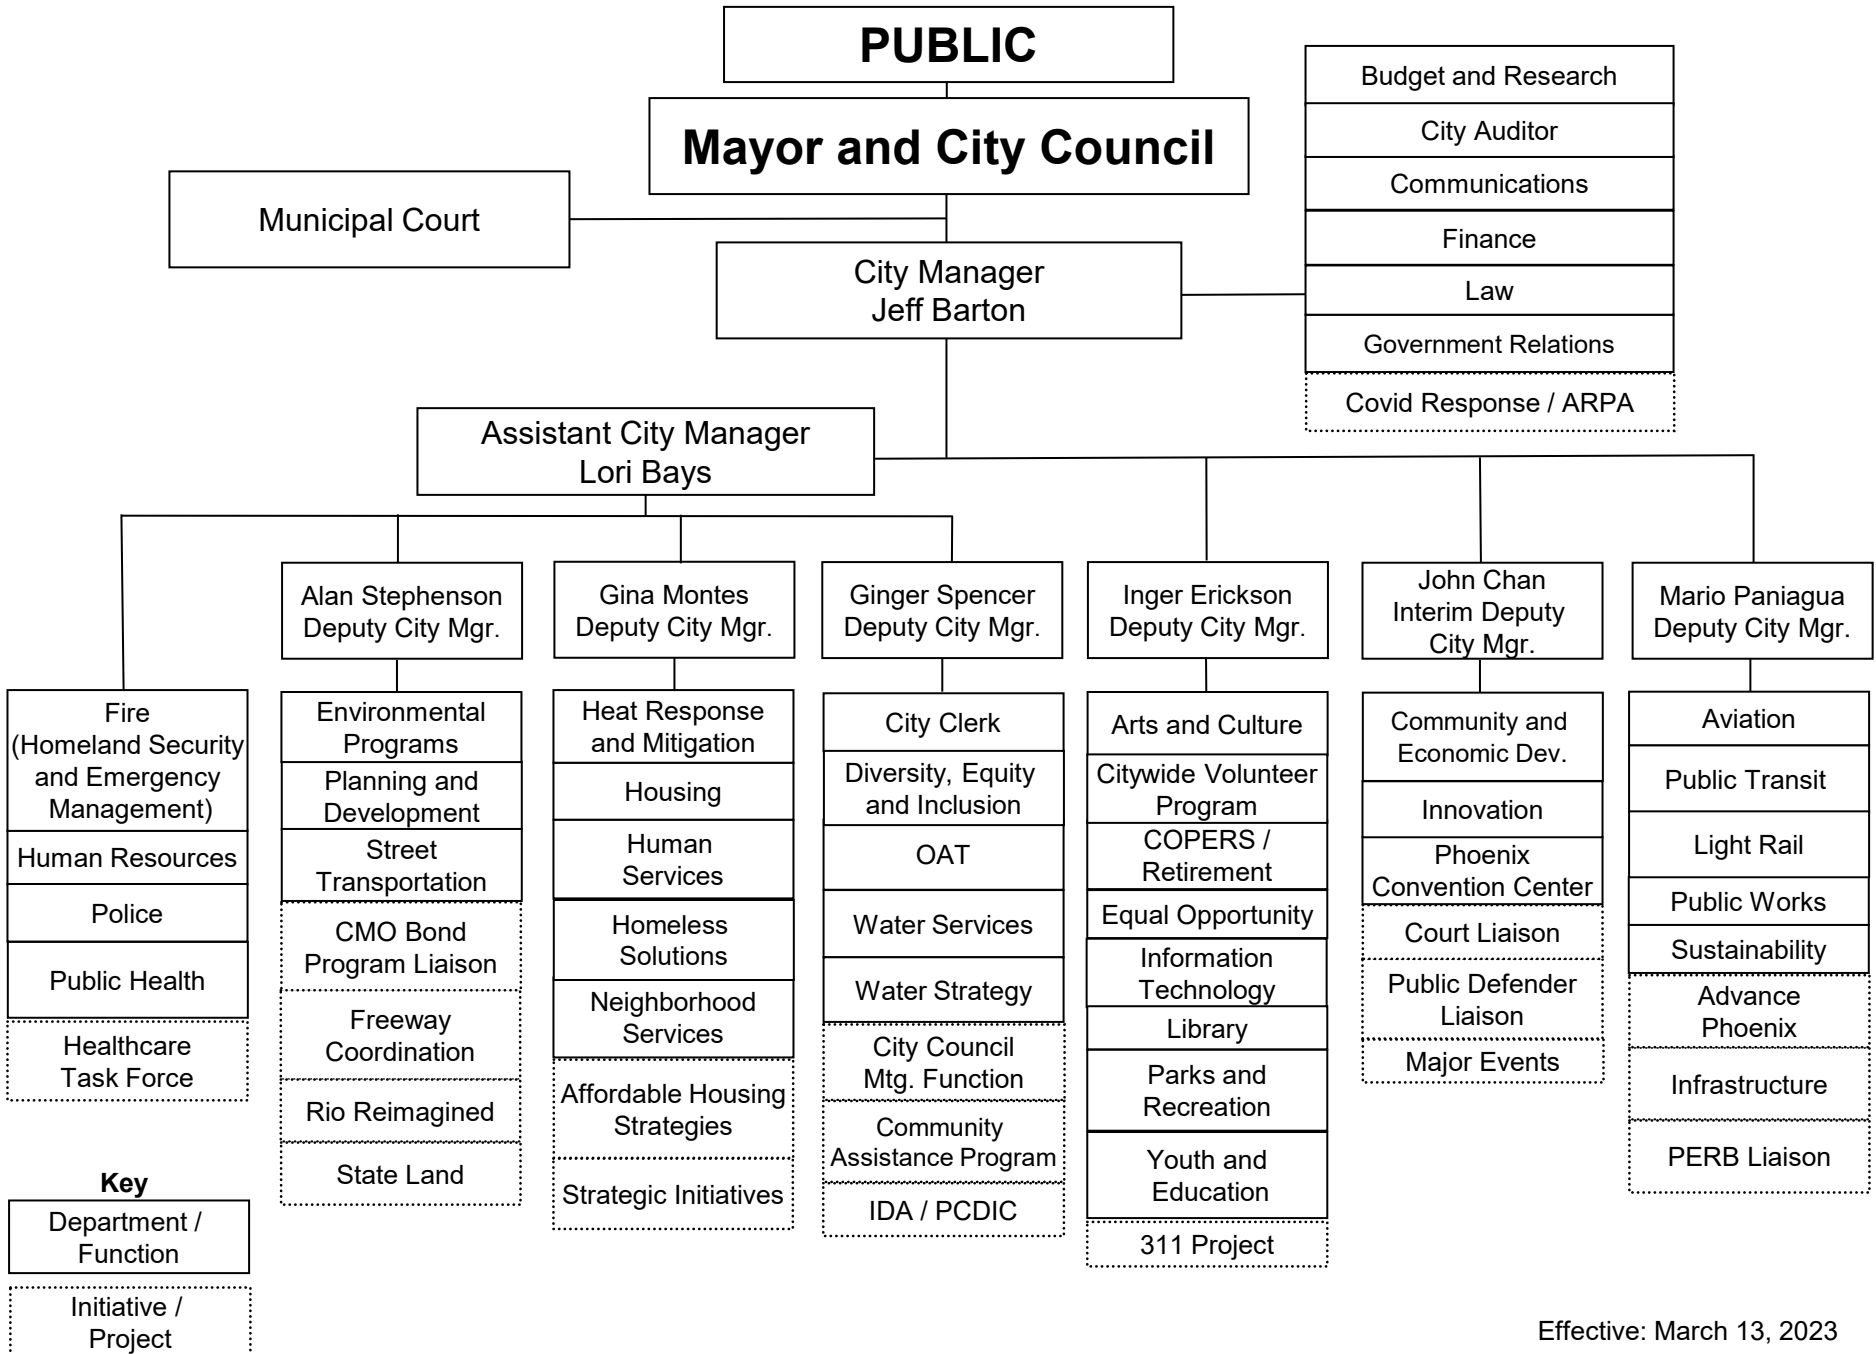 PUBLIC
Mayor and City Council
Municipal Court
City Manager
Jeff Barton
Budget and Research
City Auditor
Communications
Finance
Law
Government Relations
Covid Response / ARPA
Assistant City Manager
Lori Bays
Alan Stephenson
Deputy City Mgr.
Gina Montes
Deputy City Mgr.
Ginger Spencer
Deputy City Mgr.
Inger Erickson
Deputy City Mgr.
John Chan
Interim Deputy
City Mgr.
Mario Paniagua
Deputy City Mgr.
Fire
(Homeland Security
and Emergency
Management)
Human Resources
Police
Public Health
Healthcare
Task Force
Environmental
Programs
Planning and
Development
Street
Transportation
CMO Bond
Program Liaison
Freeway
Coordination
Rio Reimagined
State Land
Heat Response
and Mitigation
Housing
Human
Services
Homeless
Solutions
Neighborhood
Services
Affordable Housing
Strategies
Strategic Initiatives
City Clerk
Diversity, Equity
and Inclusion
OAT
Water Services
Water Strategy
City Council
Mtg. Function
Community
Assistance Program
IDA / PCDIC
Arts and Culture
Citywide Volunteer
Program
COPERS /
Retirement
Equal Opportunity
Information
Technology
Library
Parks and
Recreation
Youth and
Education
311 Project
Community and
Economic Dev.
Innovation
Phoenix
Convention Center
Court Liaison
Public Defender
Liaison
Major Events
Aviation
Public Transit
Light Rail
Public Works
Sustainability
Advance
Phoenix
Infrastructure
PERB Liaison
Key
Department /
Function
Initiative /
Project
Effective: March 13, 2023